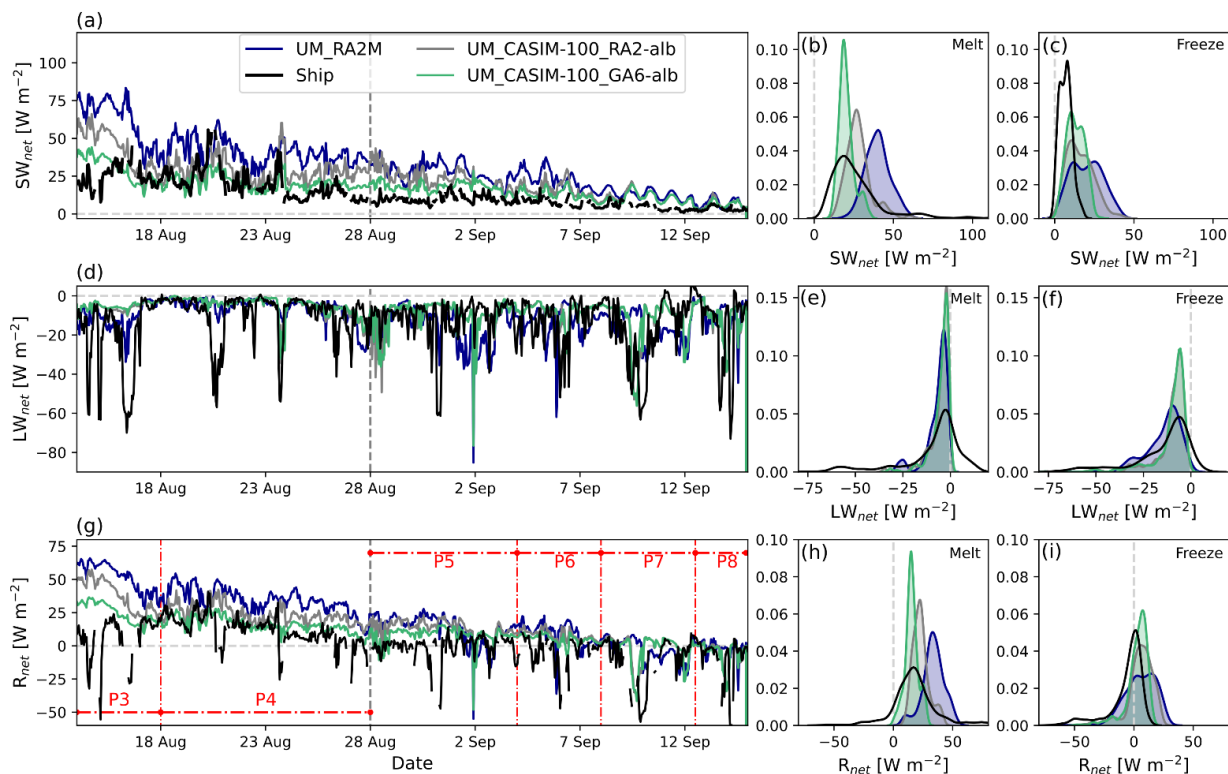 (a)
UM_RA2M
UM_CASIM-100_RA2-alb
Ship
UM_CASIM-100_GA6-alb
SW_net [W m⁻²]
100
75
50
25
0
18 Aug
23 Aug
28 Aug
2 Sep
7 Sep
12 Sep
(b)
Melt
0.10
0.08
0.06
0.04
0.02
0.00
0
50
100
SW_net [W m⁻²]
(c)
Freeze
0.10
0.08
0.06
0.04
0.02
0.00
0
50
100
SW_net [W m⁻²]
(d)
LW_net [W m⁻²]
0
−20
−40
−60
−80
18 Aug
23 Aug
28 Aug
2 Sep
7 Sep
12 Sep
(e)
Melt
0.15
0.10
0.05
0.00
−75
−50
−25
0
LW_net [W m⁻²]
(f)
Freeze
0.15
0.10
0.05
0.00
−75
−50
−25
0
LW_net [W m⁻²]
(g)
R_net [W m⁻²]
75
50
25
0
−25
−50
P3
P4
P5
P6
P7
P8
18 Aug
23 Aug
28 Aug
2 Sep
7 Sep
12 Sep
Date
(h)
Melt
0.10
0.08
0.06
0.04
0.02
0.00
−50
0
50
R_net [W m⁻²]
(i)
Freeze
0.10
0.08
0.06
0.04
0.02
0.00
−50
0
50
R_net [W m⁻²]